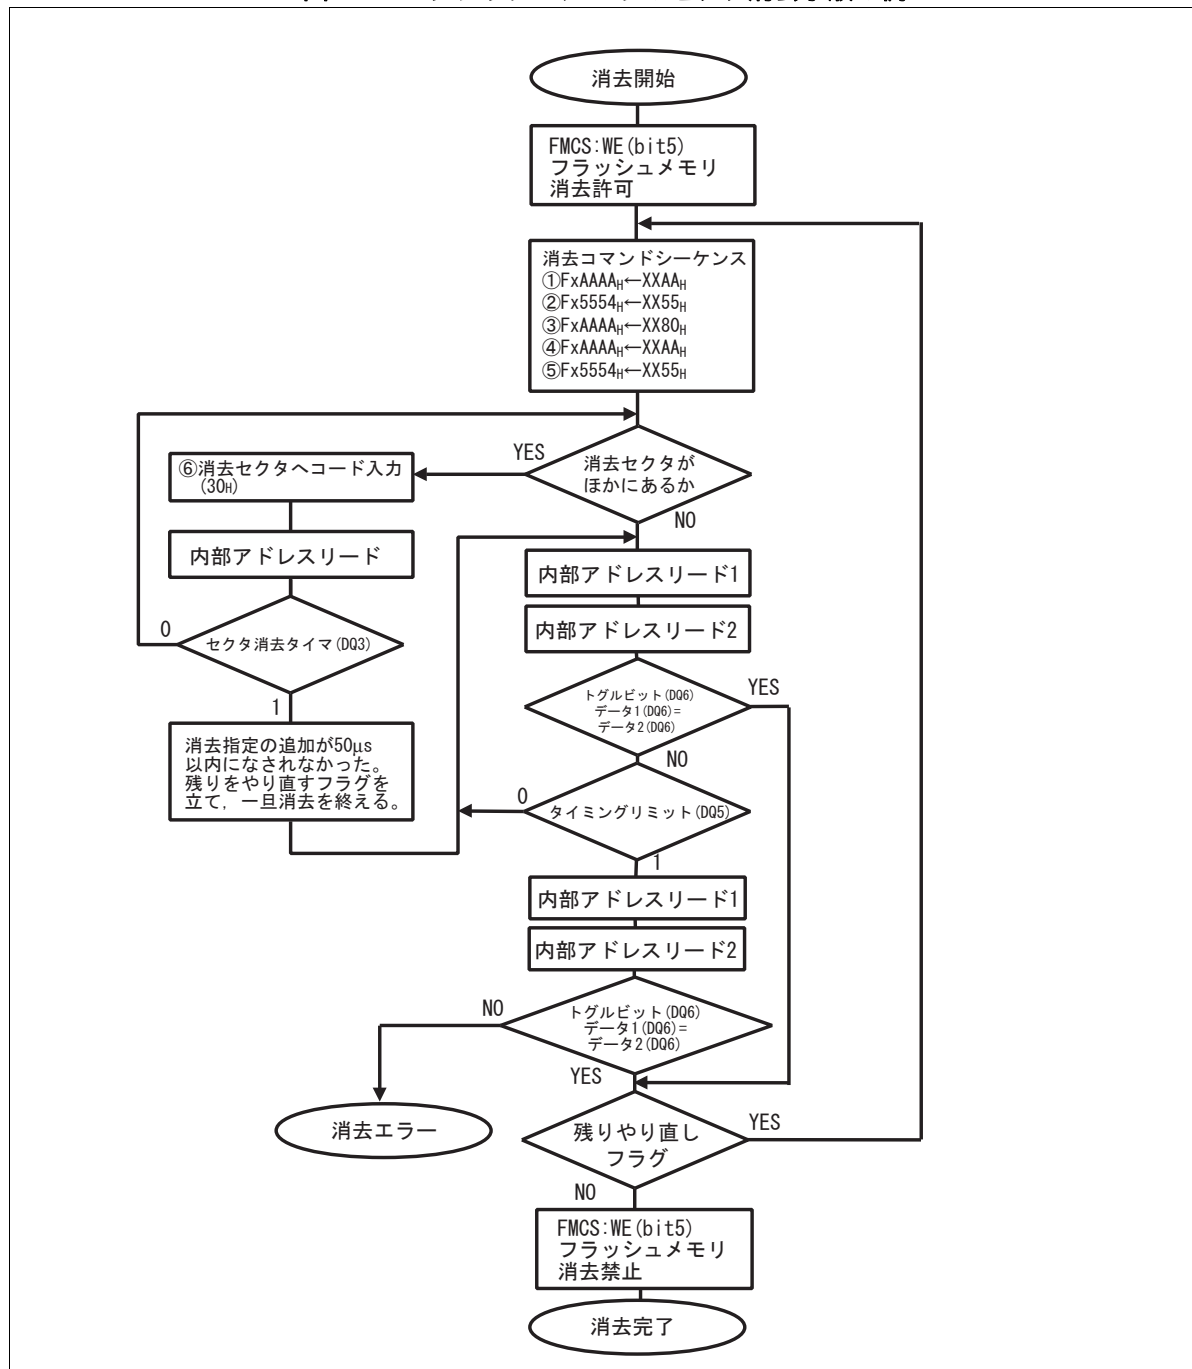 消去開始
FMCS:WE(bit5)
フラッシュメモリ
消去許可
消去コマンドシーケンス
①FxAAAAH←XXAAH
②Fx5554H←XX55H
③FxAAAAH←XX80H
④FxAAAAH←XXAAH
⑤Fx5554H←XX55H
消去セクタが
ほかにあるか
YES
NO
⑥消去セクタへコード入力
(30H)
内部アドレスリード
セクタ消去タイマ(DQ3)
0
1
消去指定の追加が50μs
以内になされなかった。
残りをやり直すフラグを
立て,一旦消去を終える。
内部アドレスリード1
内部アドレスリード2
トグルビット(DQ6)
データ1(DQ6)=
データ2(DQ6)
YES
NO
タイミングリミット(DQ5)
0
1
内部アドレスリード1
内部アドレスリード2
トグルビット(DQ6)
データ1(DQ6)=
データ2(DQ6)
NO
YES
消去エラー
残りやり直し
フラグ
YES
NO
FMCS:WE(bit5)
フラッシュメモリ
消去禁止
消去完了